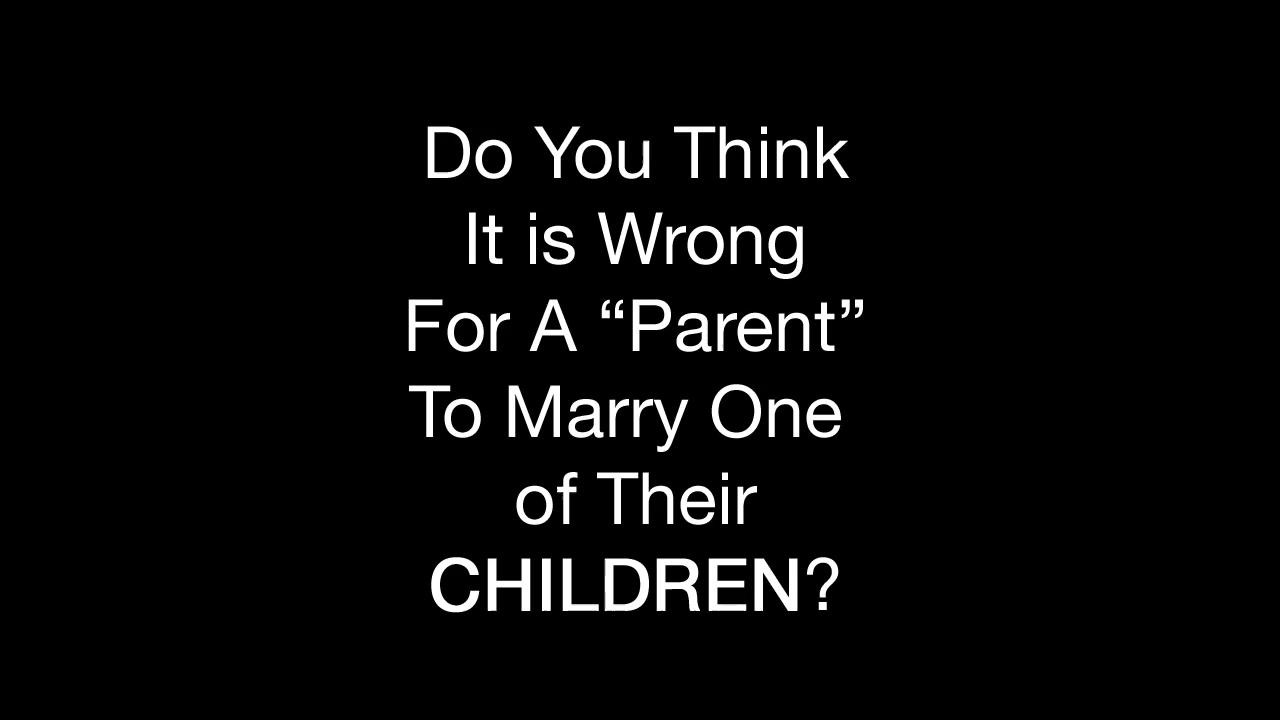 Do You Think
It is Wrong
For A “Parent”
To Marry One
of Their
CHILDREN?